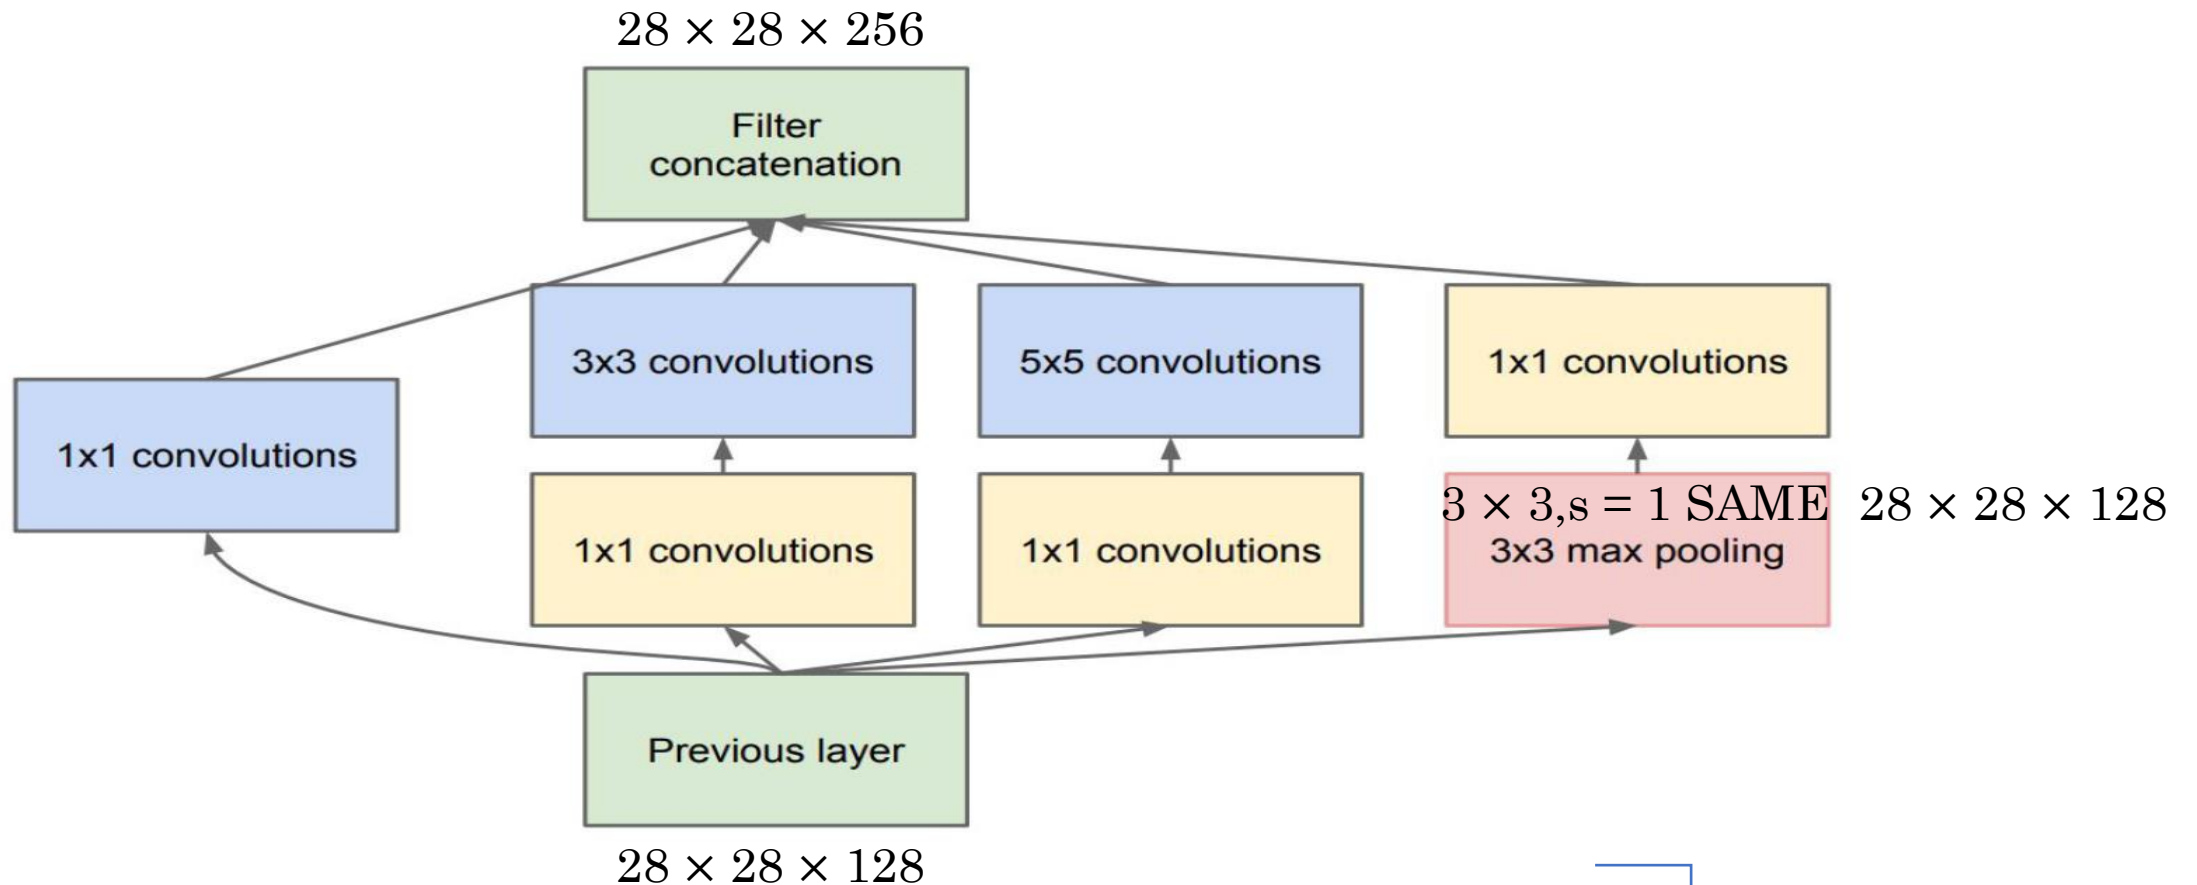 28 × 28 × 256
Filter
concatenation
3x3 convolutions
5x5 convolutions
1x1 convolutions
1x1 convolutions
3 × 3,s = 1 SAME 28 × 28 × 128
1x1 convolutions
1x1 convolutions
3x3 max pooling
Previous layer
28 × 28 × 128